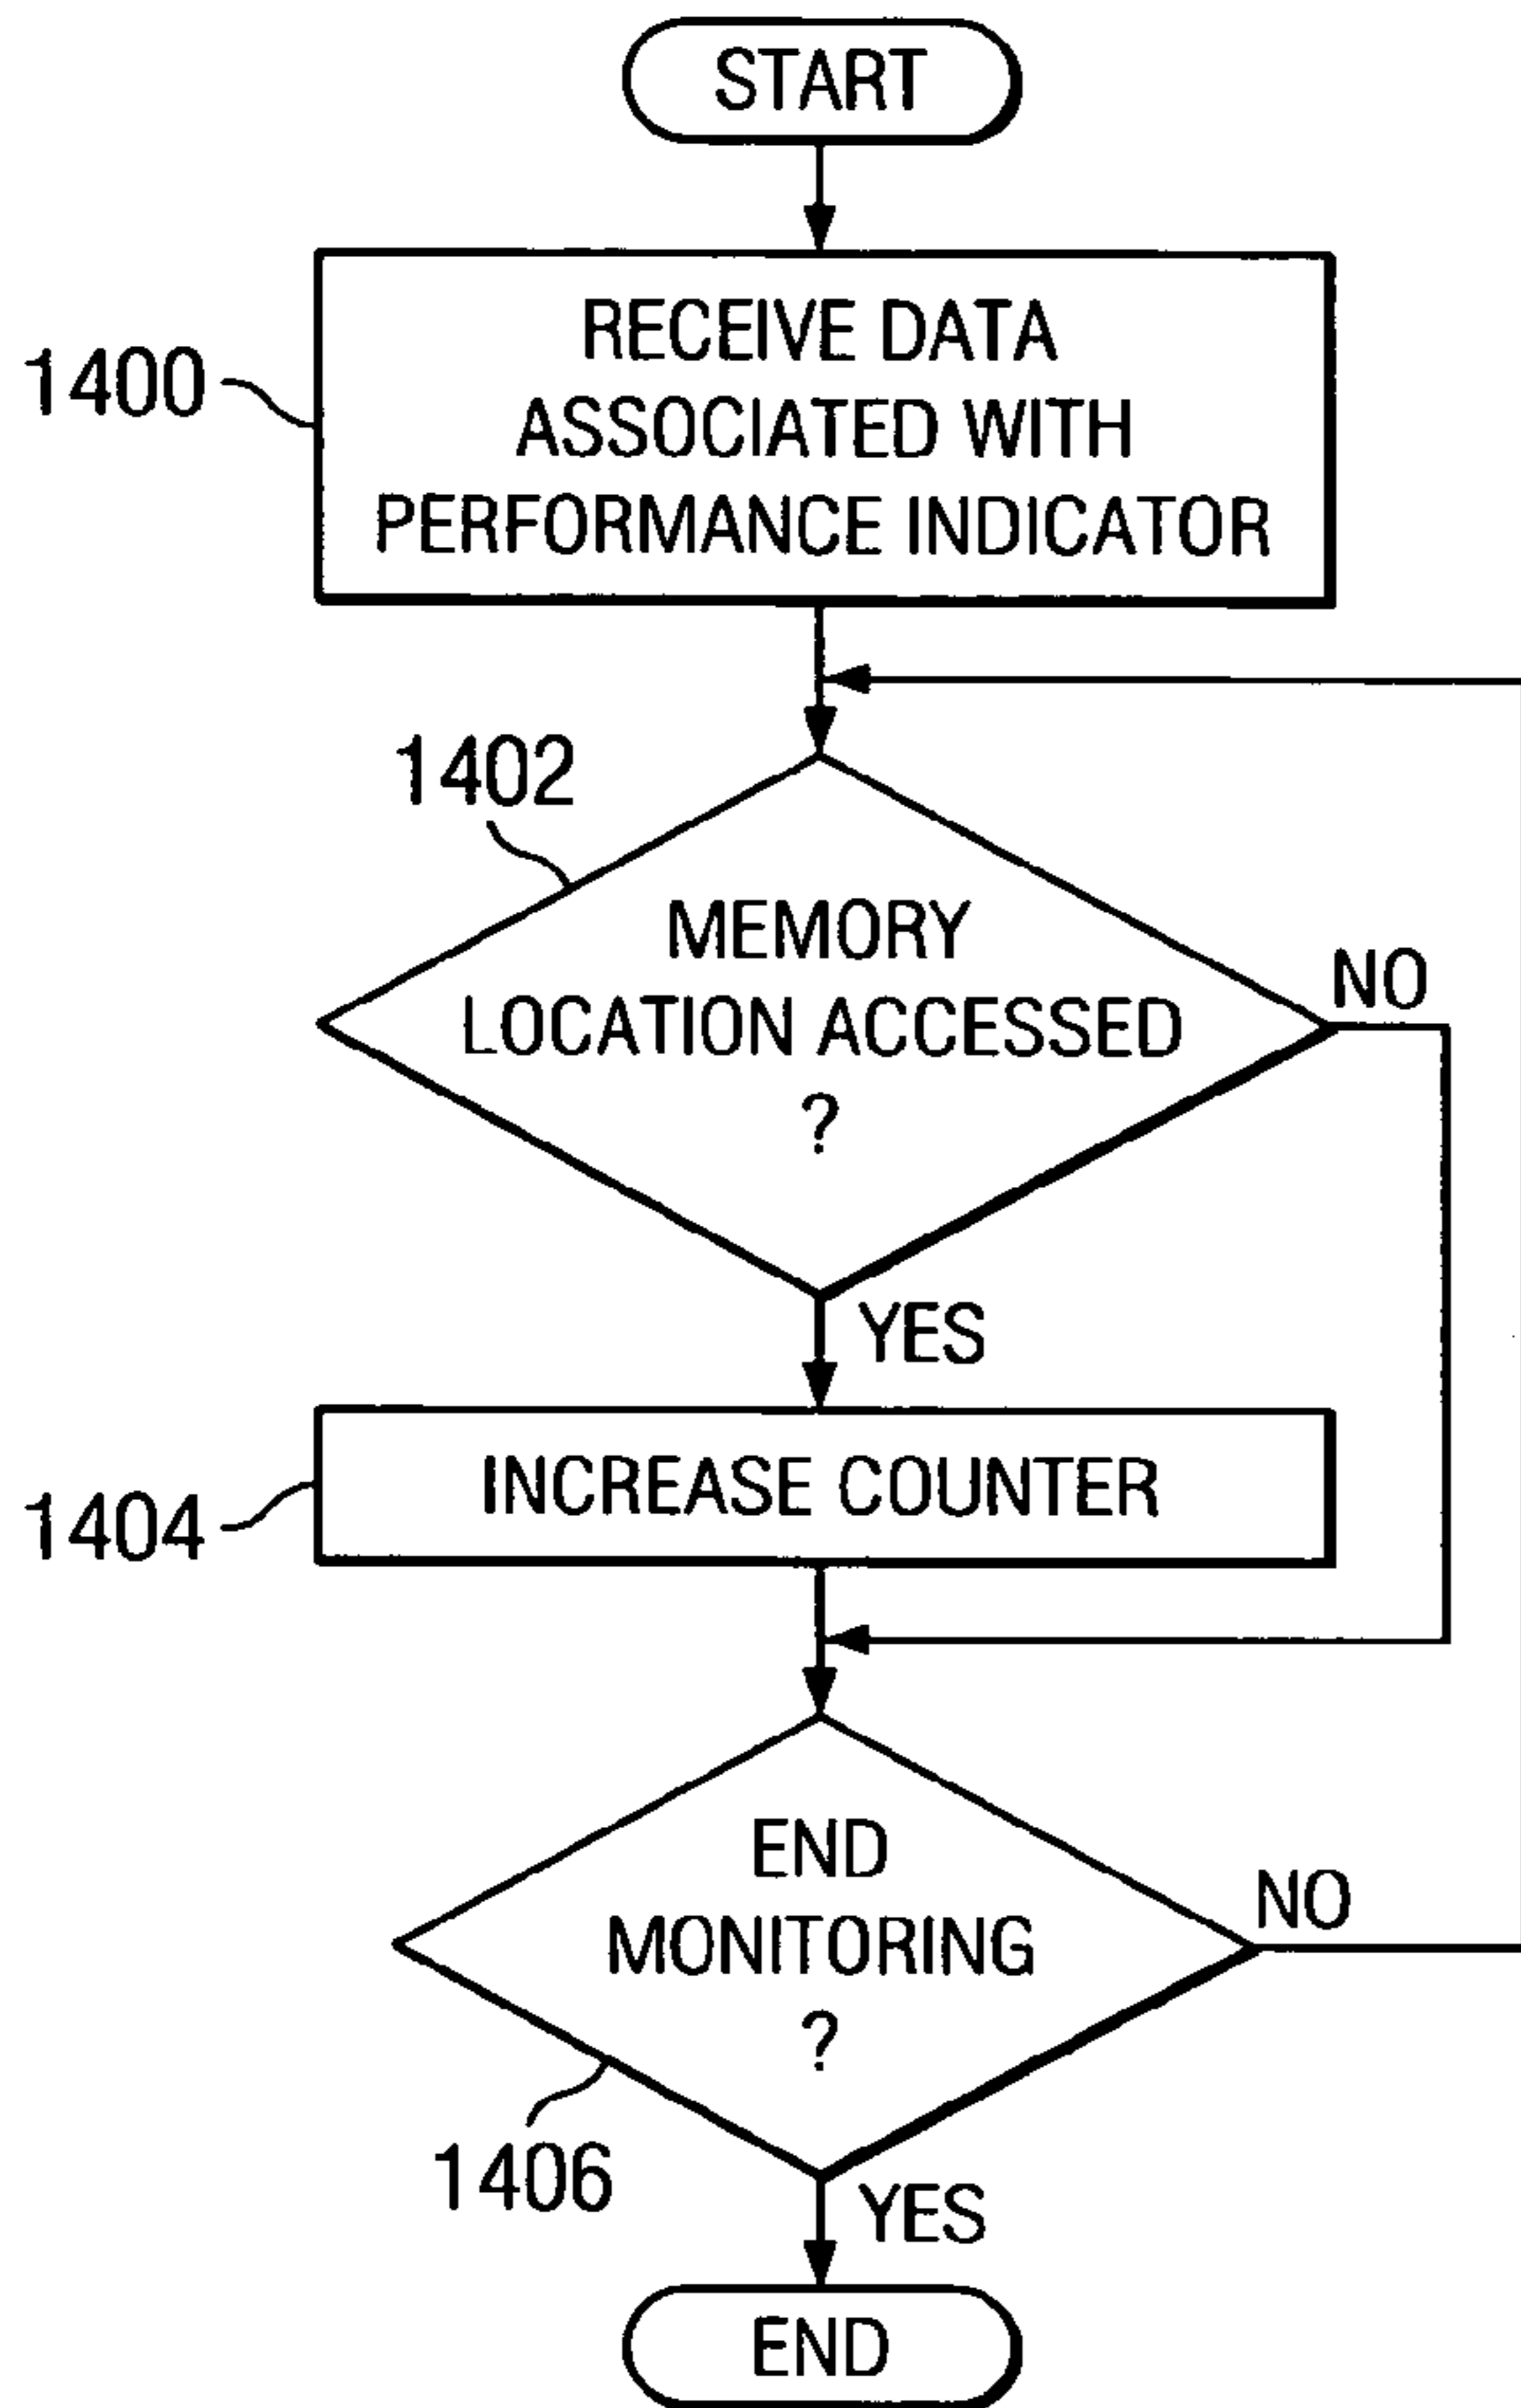 START
1400
RECEIVE DATA
ASSOCIATED WITH
PERFORMANCE INDICATOR
1402
MEMORY
LOCATION ACCESSED
?
NO
YES
1404
INCREASE COUNTER
END
MONITORING
?
NO
1406
YES
END